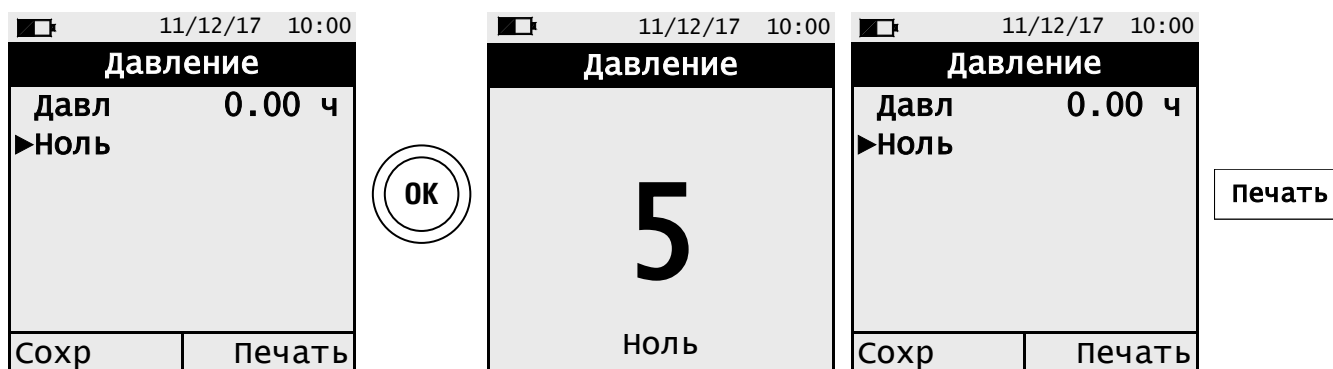 11/12/17 10:00
Давление
Давл 0.00 ч
▶Ноль
Сохр Печать
OK
11/12/17 10:00
Давление
5
Ноль
11/12/17 10:00
Давление
Давл 0.00 ч
▶Ноль
Сохр Печать
Печать